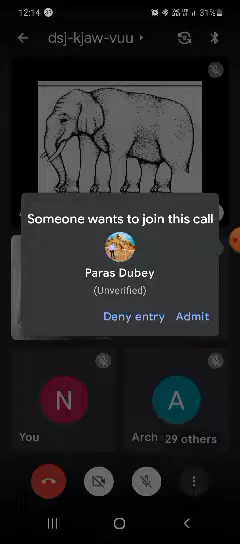 12:14
31%
dsj-kjaw-vuu
Someone wants to join this call
Paras Dubey
(Unverified)
Deny entry
Admit
N
A
You
Arch
29 others